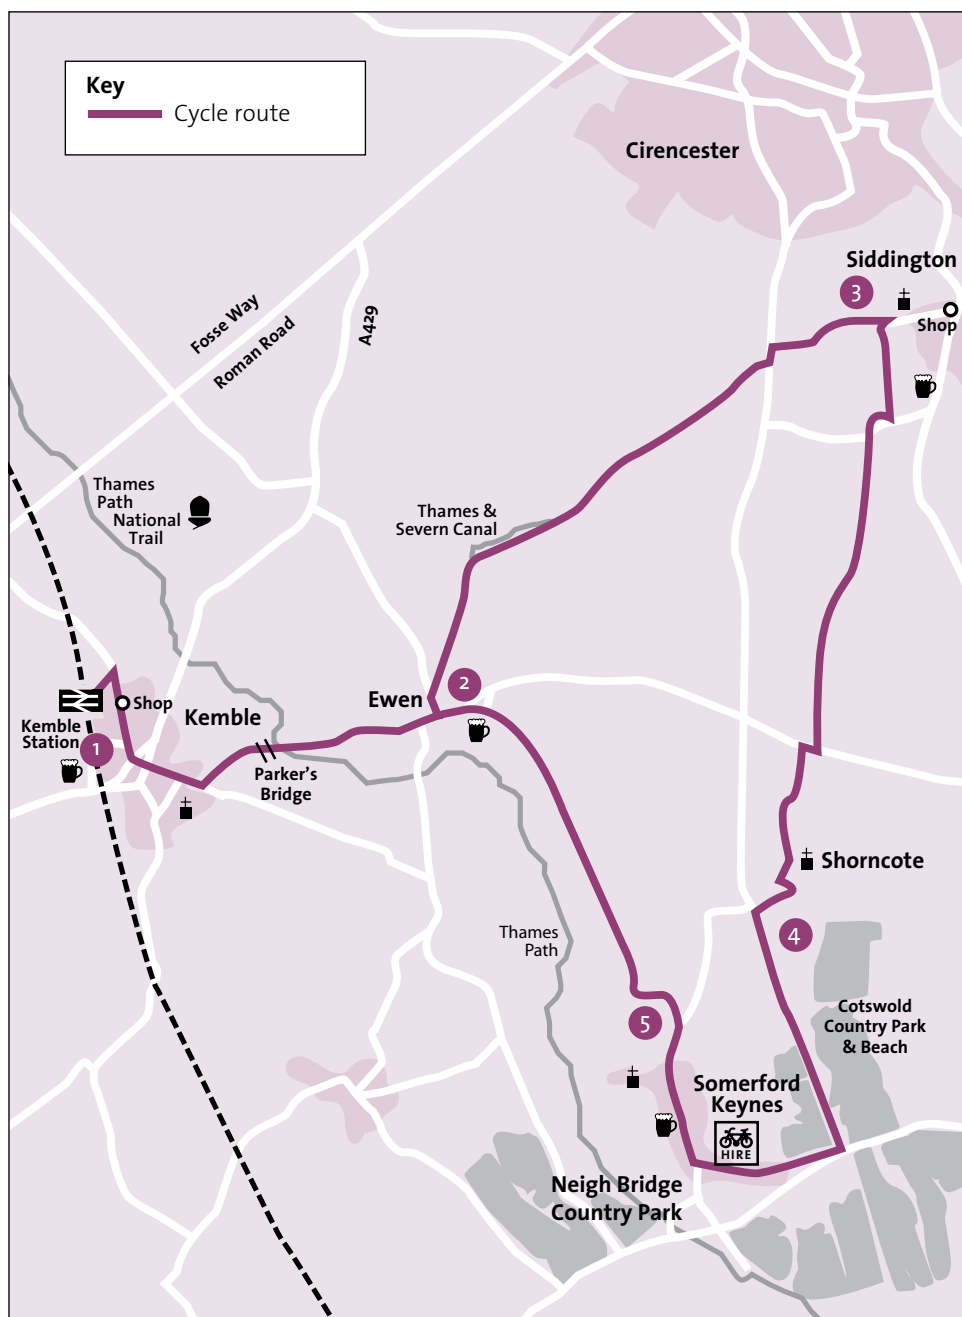 Key
Cycle route
Cirencester
Siddington
3
Shop
Fosse Way
Roman Road
A429
Thames
Path
National
Trail
Thames &
Severn Canal
Ewen
2
Shop
Kemble
Kemble
Station
1
Parker's
Bridge
Shorncote
4
Thames
Path
Cotswold
Country Park
& Beach
5
Somerford
Keynes
HIRE
Neigh Bridge
Country Park